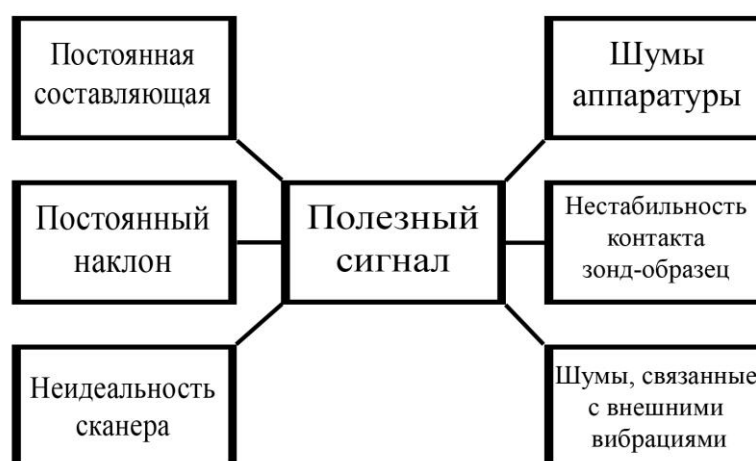 Постоянная
составляющая
Шумы
аппаратуры
Постоянный
наклон
Полезный
сигнал
Нестабильность
контакта
зонд-образец
Неидеальность
сканера
Шумы, связанные
с внешними
вибрациями